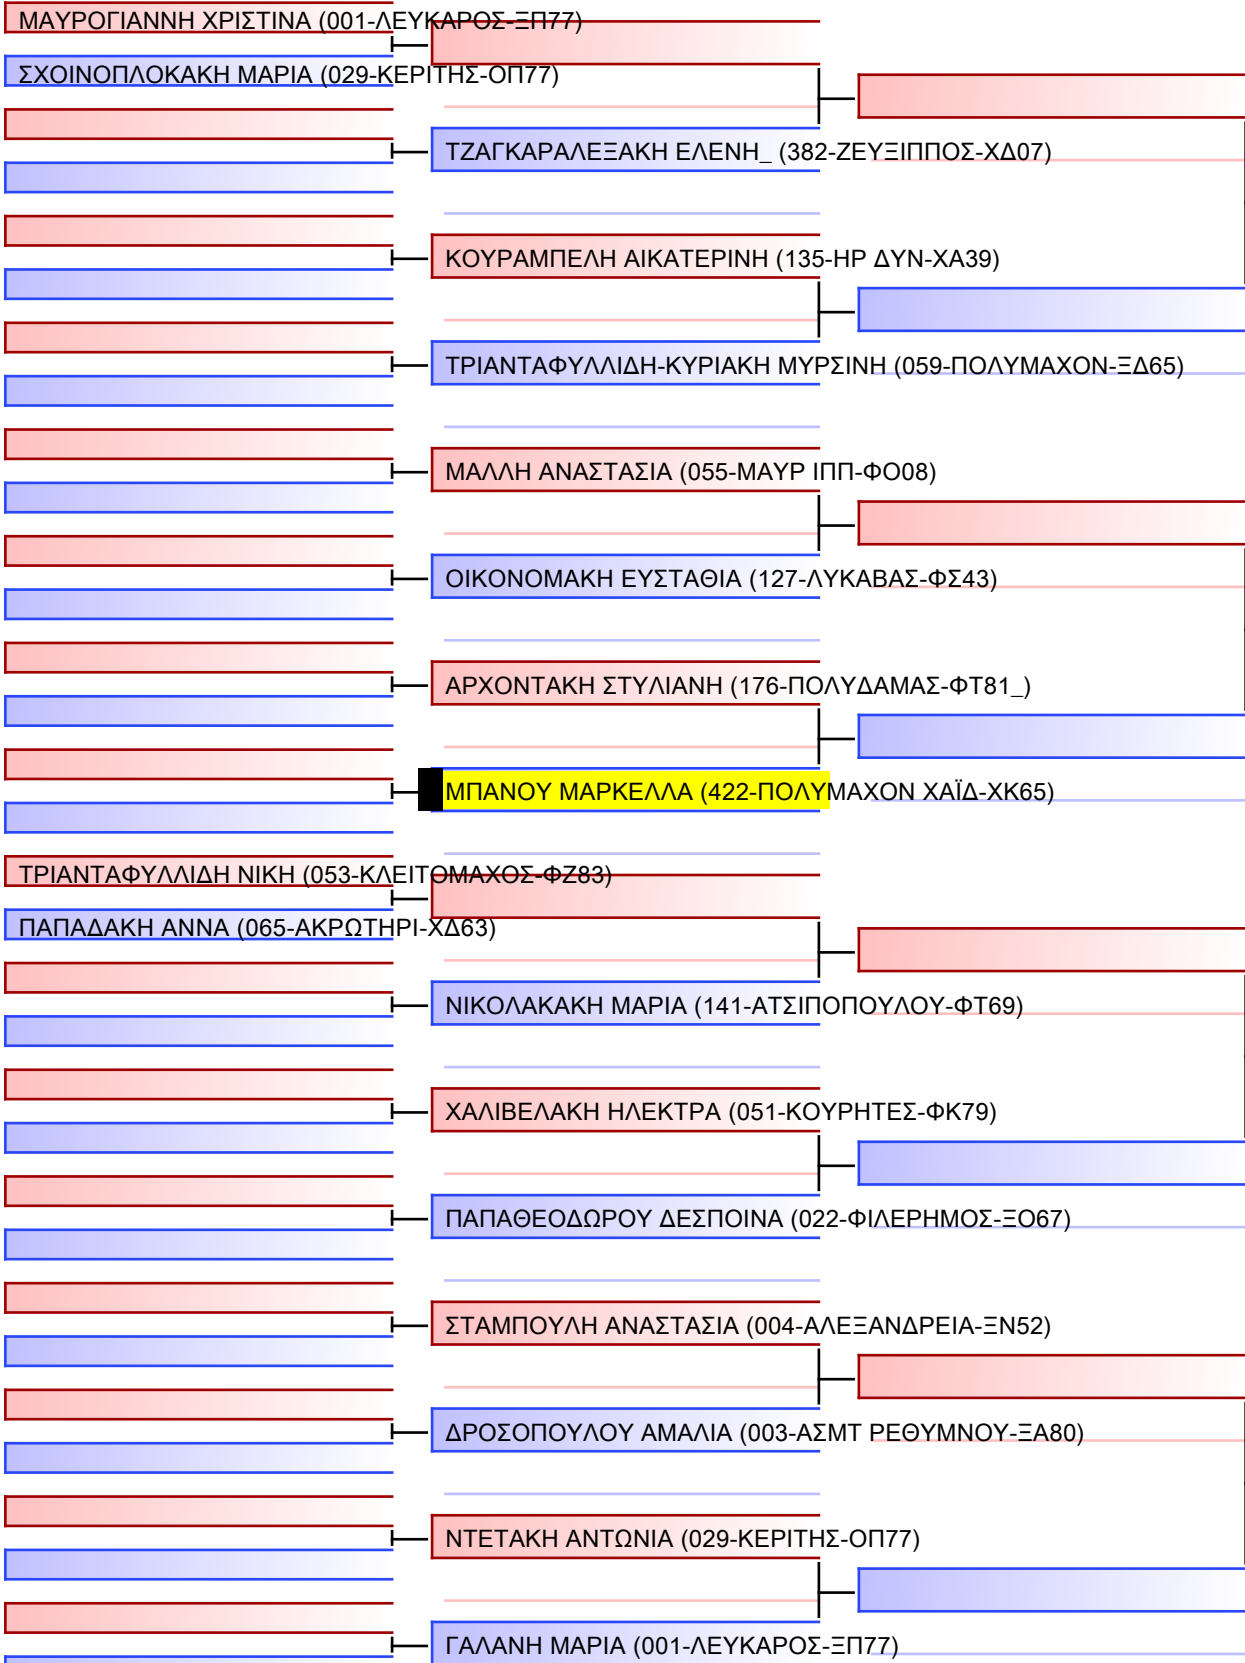 ΜΑΥΡΟΓΙΑΝΝΗ ΧΡΙΣΤΙΝΑ (001-ΛΕΥΚΑΡΟΣ-ΞΠ77)
ΣΧΟΙΝΟΠΛΟΚΑΚΗ ΜΑΡΙΑ (029-ΚΕΡΙΤΗΣ-ΟΠ77)
ΤΖΑΓΚΑΡΑΛΕΞΑΚΗ ΕΛΕΝΗ_ (382-ΖΕΥΞΙΠΠΟΣ-ΧΔ07)
ΚΟΥΡΑΜΠΕΛΗ ΑΙΚΑΤΕΡΙΝΗ (135-ΗΡ ΔΥΝ-ΧΑ39)
ΤΡΙΑΝΤΑΦΥΛΛΙΔΗ-ΚΥΡΙΑΚΗ ΜΥΡΣΙΝΗ (059-ΠΟΛΥΜΑΧΟΝ-ΞΔ65)
ΜΑΛΛΗ ΑΝΑΣΤΑΣΙΑ (055-ΜΑΥΡ ΙΠΠ-ΦΟ08)
ΟΙΚΟΝΟΜΑΚΗ ΕΥΣΤΑΘΙΑ (127-ΛΥΚΑΒΑΣ-ΦΣ43)
ΑΡΧΟΝΤΑΚΗ ΣΤΥΛΙΑΝΗ (176-ΠΟΛΥΔΑΜΑΣ-ΦΤ81_)
ΜΠΑΝΟΥ ΜΑΡΚΕΛΛΑ (422-ΠΟΛΥΜΑΧΟΝ ΧΑΪΔ-ΧΚ65)
ΤΡΙΑΝΤΑΦΥΛΛΙΔΗ ΝΙΚΗ (053-ΚΛΕΙΤΟΜΑΧΟΣ-ΦΖ83)
ΠΑΠΑΔΑΚΗ ΑΝΝΑ (065-ΑΚΡΩΤΗΡΙ-ΧΔ63)
ΝΙΚΟΛΑΚΑΚΗ ΜΑΡΙΑ (141-ΑΤΣΙΠΟΠΟΥΛΟΥ-ΦΤ69)
ΧΑΛΙΒΕΛΑΚΗ ΗΛΕΚΤΡΑ (051-ΚΟΥΡΗΤΕΣ-ΦΚ79)
ΠΑΠΑΘΕΟΔΩΡΟΥ ΔΕΣΠΟΙΝΑ (022-ΦΙΛΕΡΗΜΟΣ-ΞΟ67)
ΣΤΑΜΠΟΥΛΗ ΑΝΑΣΤΑΣΙΑ (004-ΑΛΕΞΑΝΔΡΕΙΑ-ΞΝ52)
ΔΡΟΣΟΠΟΥΛΟΥ ΑΜΑΛΙΑ (003-ΑΣΜΤ ΡΕΘΥΜΝΟΥ-ΞΑ80)
ΝΤΕΤΑΚΗ ΑΝΤΩΝΙΑ (029-ΚΕΡΙΤΗΣ-ΟΠ77)
ΓΑΛΑΝΗ ΜΑΡΙΑ (001-ΛΕΥΚΑΡΟΣ-ΞΠ77)